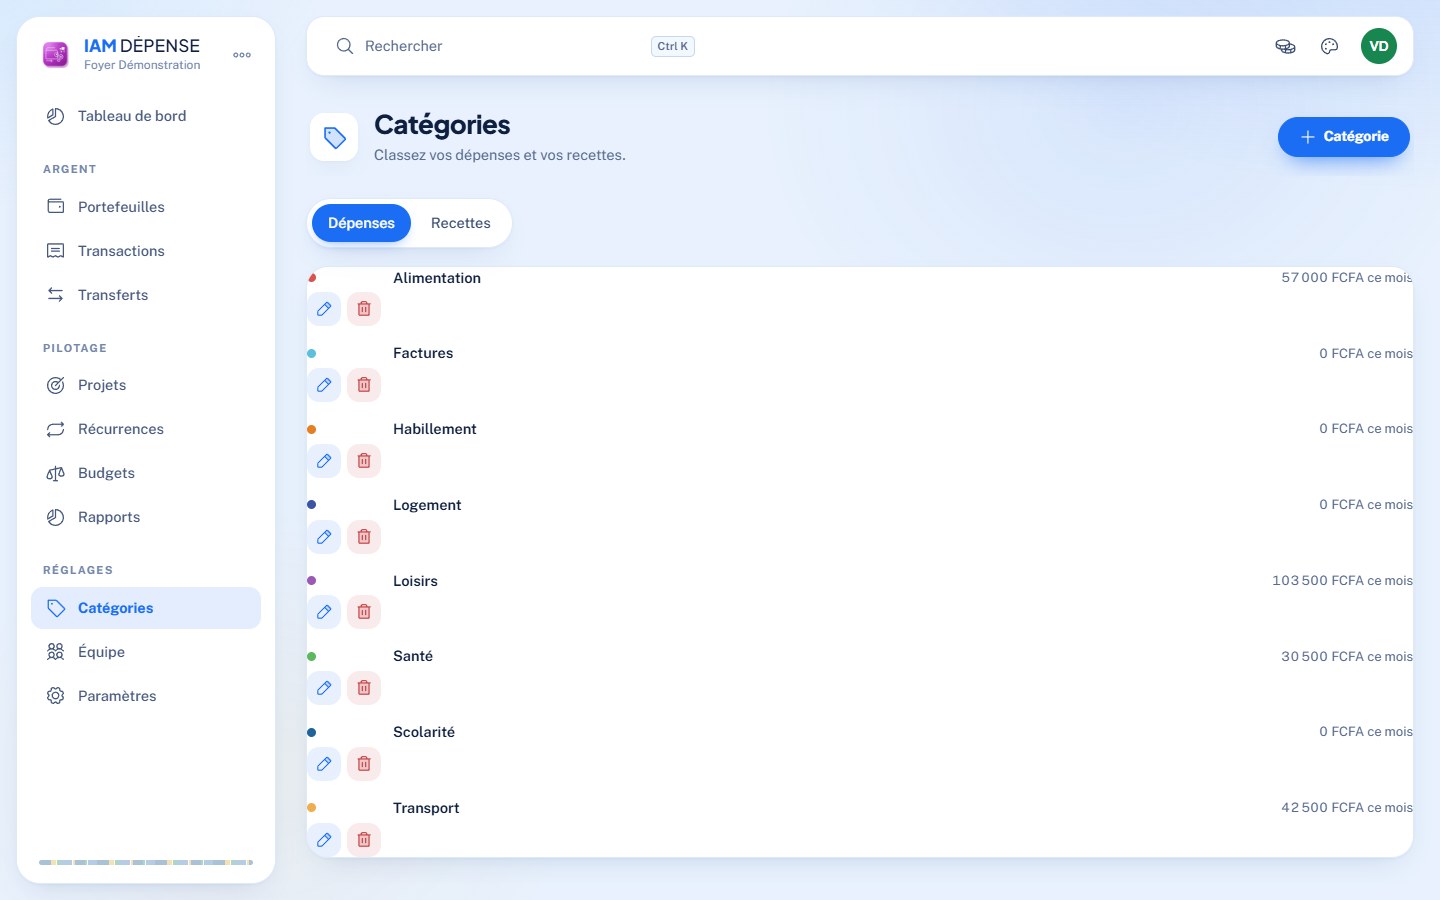 IAM DÉPENSE
Foyer Démonstration
Tableau de bord
ARGENT
Portefeuilles
Transactions
Transferts
PILOTAGE
Projets
Récurrences
Budgets
Rapports
RÉGLAGES
Catégories
Équipe
Paramètres
Rechercher
Ctrl K
VD
Catégories
Classez vos dépenses et vos recettes.
Catégorie
Dépenses
Recettes
Alimentation
57 000 FCFA ce mois
Factures
0 FCFA ce mois
Habillement
0 FCFA ce mois
Logement
0 FCFA ce mois
Loisirs
103 500 FCFA ce mois
Santé
30 500 FCFA ce mois
Scolarité
0 FCFA ce mois
Transport
42 500 FCFA ce mois